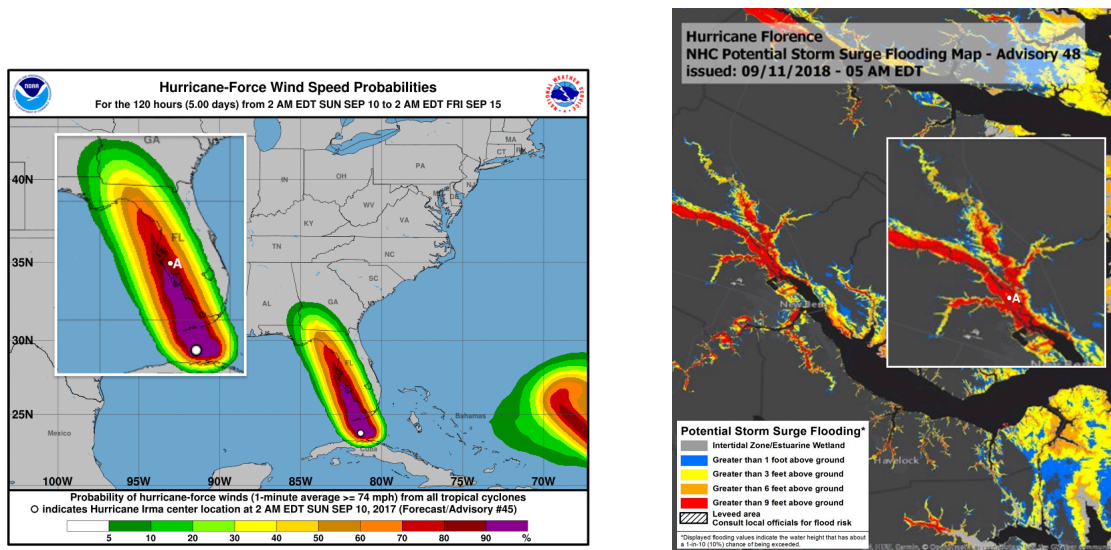 Hurricane-Force Wind Speed Probabilities
For the 120 hours (5.00 days) from 2 AM EDT SUN SEP 10 to 2 AM EDT FRI SEP 15
NOAA
GA
FL
A
40N
35N
30N
25N
100W
95W
90W
85W
80W
75W
70W
MA
CT
PA
NJ
DE
OH
IN
WV
VA
KY
TN
NC
SC
AL
GA
FL
Mexico
Bahamas
Cuba
Probability of hurricane-force winds (1-minute average >= 74 mph) from all tropical cyclones
indicates Hurricane Irma center location at 2 AM EDT SUN SEP 10, 2017 (Forecast/Advisory #45)
5 10 20 30 40 50 60 70 80 90 %
Hurricane Florence
NHC Potential Storm Surge Flooding Map - Advisory 48
issued: 09/11/2018 - 05 AM EDT
A
New Bern
Havelock
Potential Storm Surge Flooding*
Intertidal Zone/Estuarine Wetland
Greater than 1 foot above ground
Greater than 3 feet above ground
Greater than 6 feet above ground
Greater than 9 feet above ground
Leveed area
Consult local officials for flood risk
*Displayed flooding values indicate the water height that has about
a 1-in-10 (10%) chance of being exceeded.